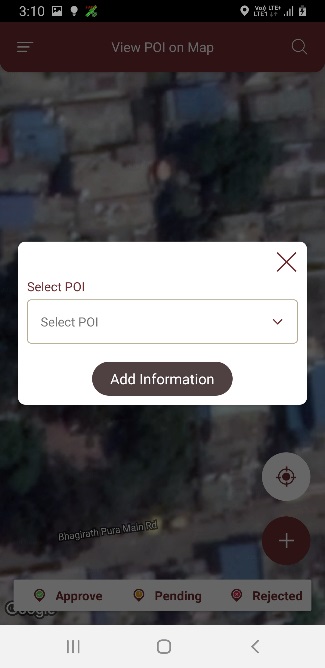 3:10
Vo) LTE+
LTE1
View POI on Map
Select POI
Select POI
Add Information
Bhagirath Pura Main Rd
Approve
Pending
Rejected
Google